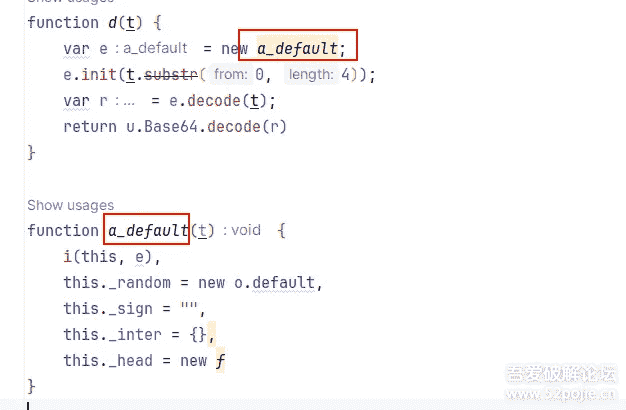 Show usages
function d(t) {
var e : a_default = new a_default;
e.init(t.substr( from: 0, length: 4));
var r : ... = e.decode(t);
return u.Base64.decode(r)
}
Show usages
function a_default(t) : void {
i(this, e),
this._random = new o.default,
this._sign = "",
this._inter = {},
this._head = new f
}
吾爱破解论坛
www.52pojie.cn